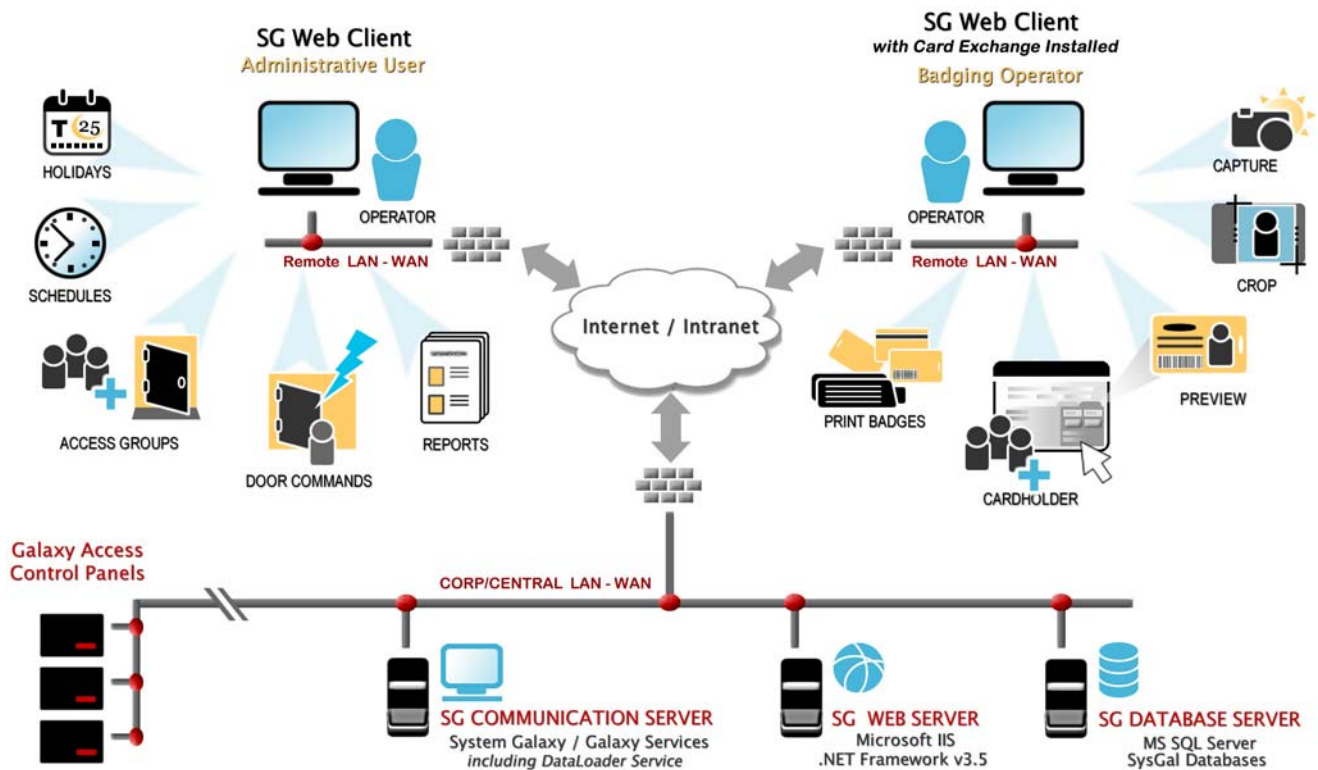 SG Web Client
Administrative User
SG Web Client
with Card Exchange Installed
Badging Operator
T 25
HOLIDAYS
SCHEDULES
ACCESS GROUPS
DOOR COMMANDS
REPORTS
OPERATOR
Remote LAN - WAN
Internet / Intranet
OPERATOR
Remote LAN - WAN
CAPTURE
CROP
PREVIEW
PRINT BADGES
CARDHOLDER
Galaxy Access
Control Panels
CORP/CENTRAL LAN - WAN
SG COMMUNICATION SERVER
System Galaxy / Galaxy Services
including DataLoader Service
SG WEB SERVER
Microsoft IIS
.NET Framework v3.5
SG DATABASE SERVER
MS SQL Server
SysGal Databases